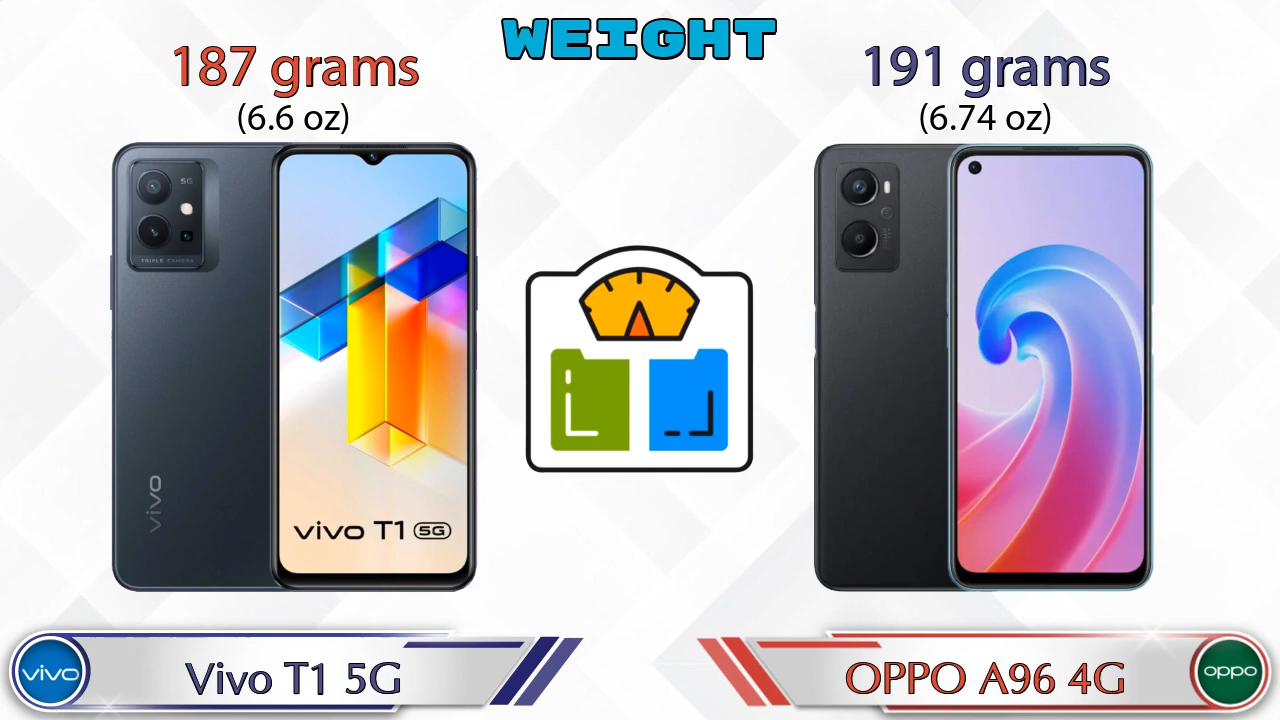 WEIGHT
187 grams
(6.6 oz)
191 grams
(6.74 oz)
5G
TRIPLE CAMERA
vivo
vivo T1 5G
vivo
Vivo T1 5G
OPPO A96 4G
oppo